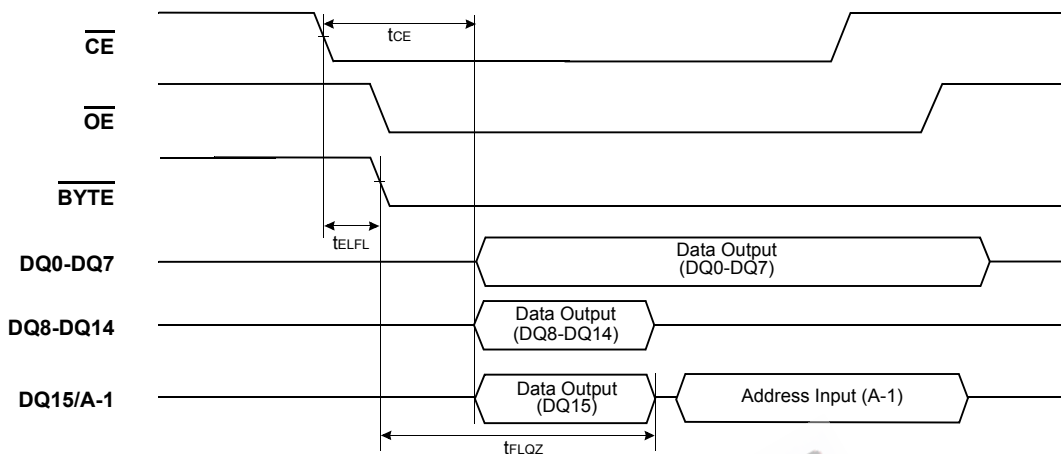 CE
tCE
OE
BYTE
tELFL
DQ0-DQ7
Data Output
(DQ0-DQ7)
DQ8-DQ14
Data Output
(DQ8-DQ14)
DQ15/A-1
Data Output
(DQ15)
Address Input (A-1)
tFLQZ